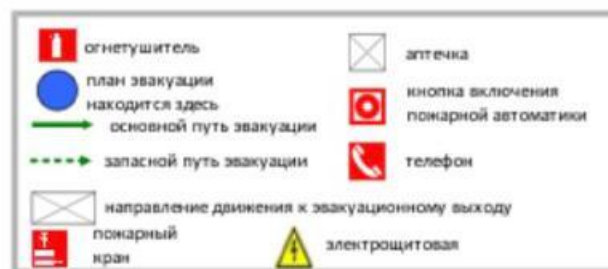 огнетушитель
план эвакуации
находится здесь
основной путь эвакуации
запасной путь эвакуации
аптечка
кнопка включения
пожарной автоматики
телефон
направление движения к эвакуационному выходу
пожарный
кран
электрощитовая